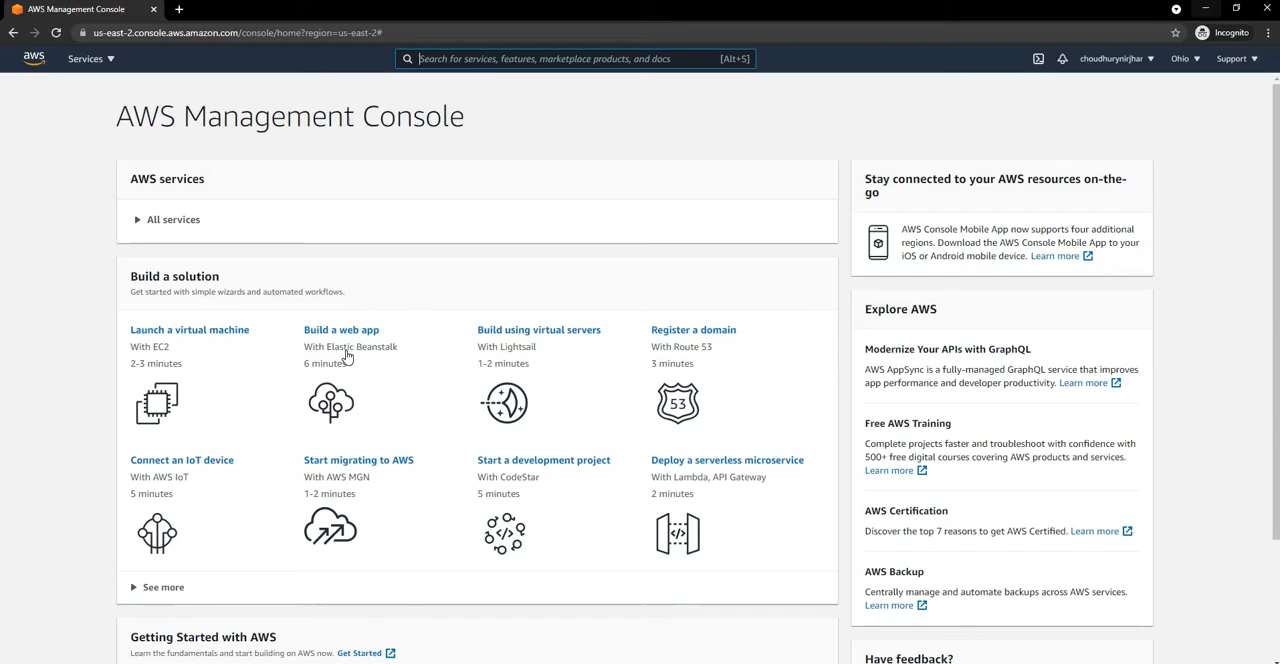 AWS Management Console
us-east-2.console.aws.amazon.com/console/home?region=us-east-2#
Incognito
aws
Services
Search for services, features, marketplace products, and docs
[Alt+S]
choudhurynirjhar
Ohio
Support
AWS Management Console
AWS services
All services
Build a solution
Get started with simple wizards and automated workflows.
Launch a virtual machine
With EC2
2-3 minutes
Build a web app
With Elastic Beanstalk
6 minutes
Build using virtual servers
With Lightsail
1-2 minutes
Register a domain
With Route 53
3 minutes
53
Connect an IoT device
With AWS IoT
5 minutes
Start migrating to AWS
With AWS MGN
1-2 minutes
Start a development project
With CodeStar
5 minutes
</>
Deploy a serverless microservice
With Lambda, API Gateway
2 minutes
</>
See more
Getting Started with AWS
Learn the fundamentals and start building on AWS now. Get Started
Stay connected to your AWS resources on-the-
go
AWS Console Mobile App now supports four additional
regions. Download the AWS Console Mobile App to your
iOS or Android mobile device. Learn more
Explore AWS
Modernize Your APIs with GraphQL
AWS AppSync is a fully-managed GraphQL service that improves
app performance and developer productivity. Learn more
Free AWS Training
Complete projects faster and troubleshoot with confidence with
500+ free digital courses covering AWS products and services.
Learn more
AWS Certification
Discover the top 7 reasons to get AWS Certified. Learn more
AWS Backup
Centrally manage and automate backups across AWS services.
Learn more
Have feedback?